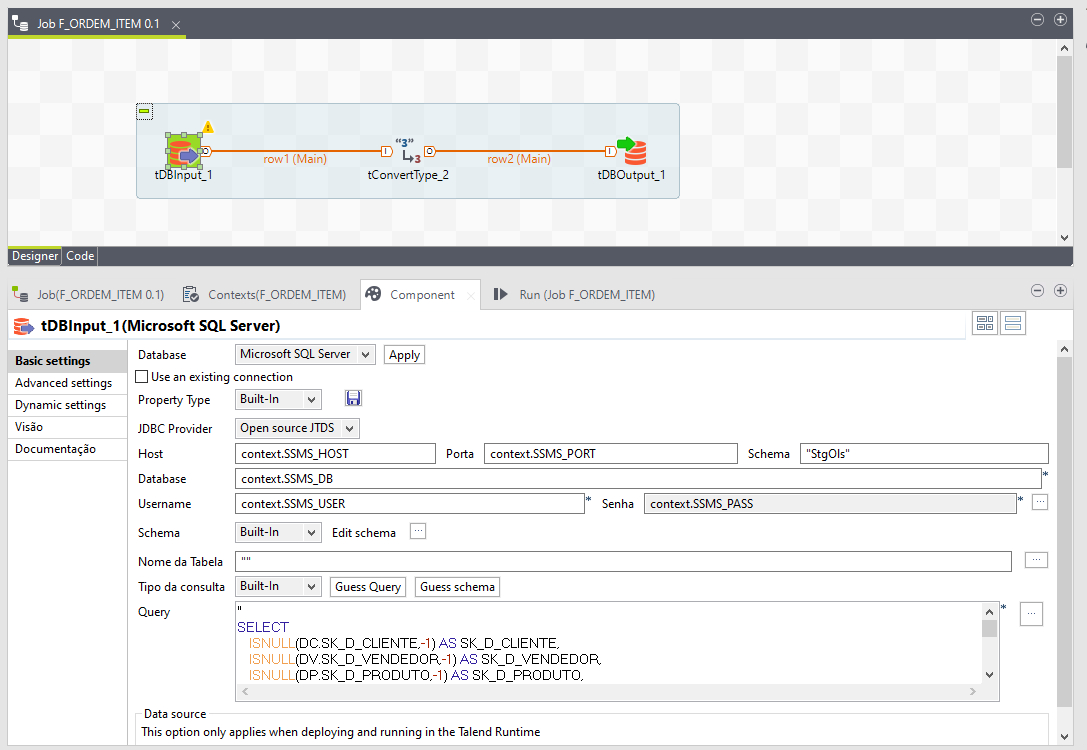 Job F_ORDEM_ITEM 0.1
"3"
3
row1 (Main)
row2 (Main)
tDBInput_1
tConvertType_2
tDBOutput_1
Designer
Code
Job(F_ORDEM_ITEM 0.1)
Contexts(F_ORDEM_ITEM)
Component
Run (Job F_ORDEM_ITEM)
tDBInput_1(Microsoft SQL Server)
Basic settings
Advanced settings
Dynamic settings
Visão
Documentação
Database Microsoft SQL Server Apply
Use an existing connection
Property Type Built-In
JDBC Provider Open source JTDS
Host context.SSMS_HOST Porta context.SSMS_PORT Schema "StgOls"
Database context.SSMS_DB *
Username context.SSMS_USER * Senha context.SSMS_PASS * ...
Schema Built-In Edit schema ...
Nome da Tabela "" ...
Tipo da consulta Built-In Guess Query Guess schema
Query " * ...
SELECT
ISNULL(DC.SK_D_CLIENTE,-1) AS SK_D_CLIENTE,
ISNULL(DV.SK_D_VENDEDOR,-1) AS SK_D_VENDEDOR,
ISNULL(DP.SK_D_PRODUTO,-1) AS SK_D_PRODUTO,
Data source
This option only applies when deploying and running in the Talend Runtime